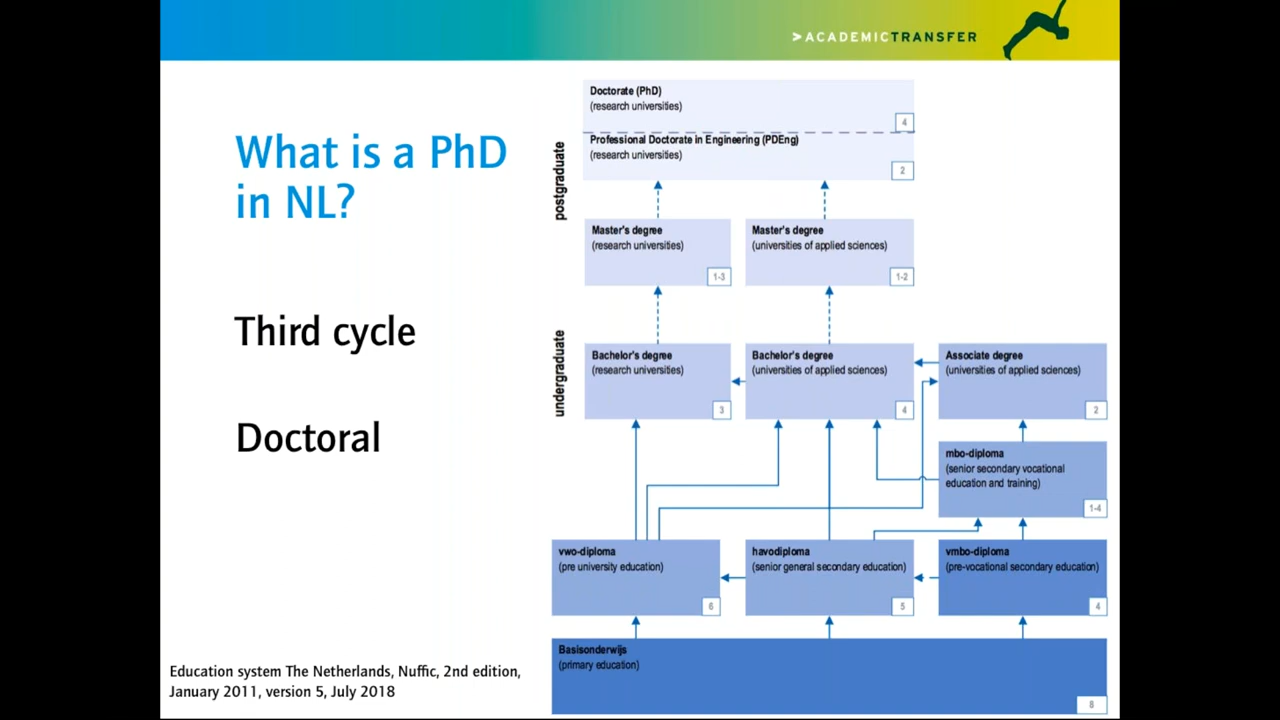 >ACADEMICTRANSFER
What is a PhD
in NL?
Third cycle
Doctoral
Education system The Netherlands, Nuffic, 2nd edition,
January 2011, version 5, July 2018
postgraduate
undergraduate
Doctorate (PhD)
(research universities)
4
Professional Doctorate in Engineering (PDEng)
(research universities)
2
Master's degree
(research universities)
1-3
Master's degree
(universities of applied sciences)
1-2
Bachelor's degree
(research universities)
3
Bachelor's degree
(universities of applied sciences)
4
Associate degree
(universities of applied sciences)
2
mbo-diploma
(senior secondary vocational
education and training)
1-4
vwo-diploma
(pre university education)
6
havodiploma
(senior general secondary education)
5
vmbo-diploma
(pre-vocational secondary education)
4
Basisonderwijs
(primary education)
8